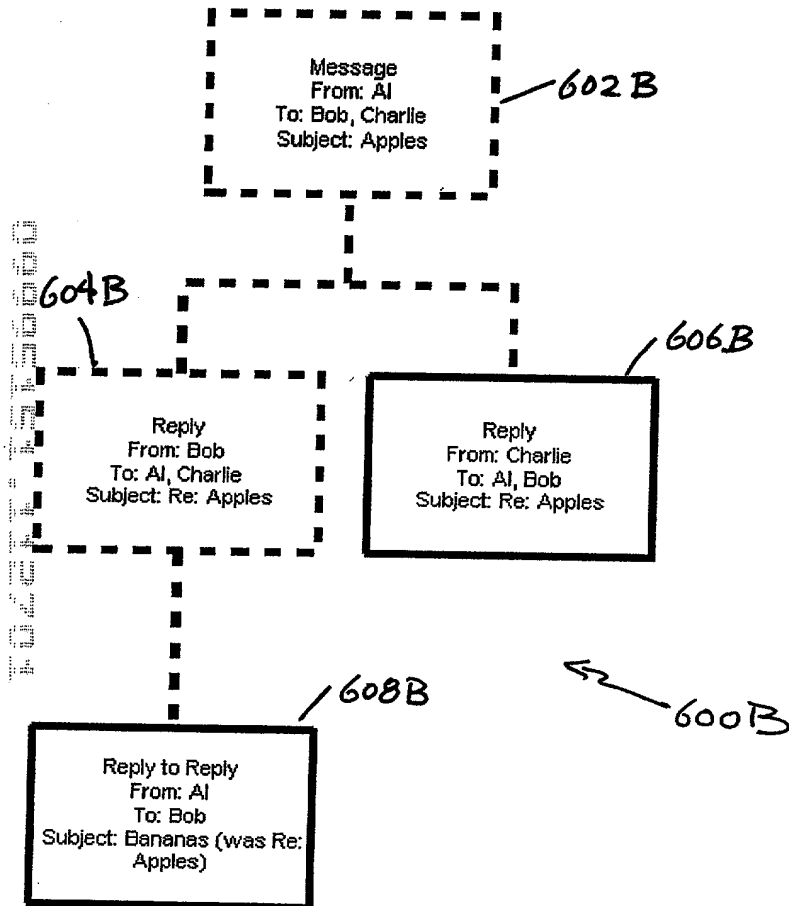 Message
From: Al
To: Bob, Charlie
Subject: Apples
602B
604B
606B
Reply
From: Bob
To: Al, Charlie
Subject: Re: Apples
Reply
From: Charlie
To: Al, Bob
Subject: Re: Apples
608B
600B
Reply to Reply
From: Al
To: Bob
Subject: Bananas (was Re:
Apples)